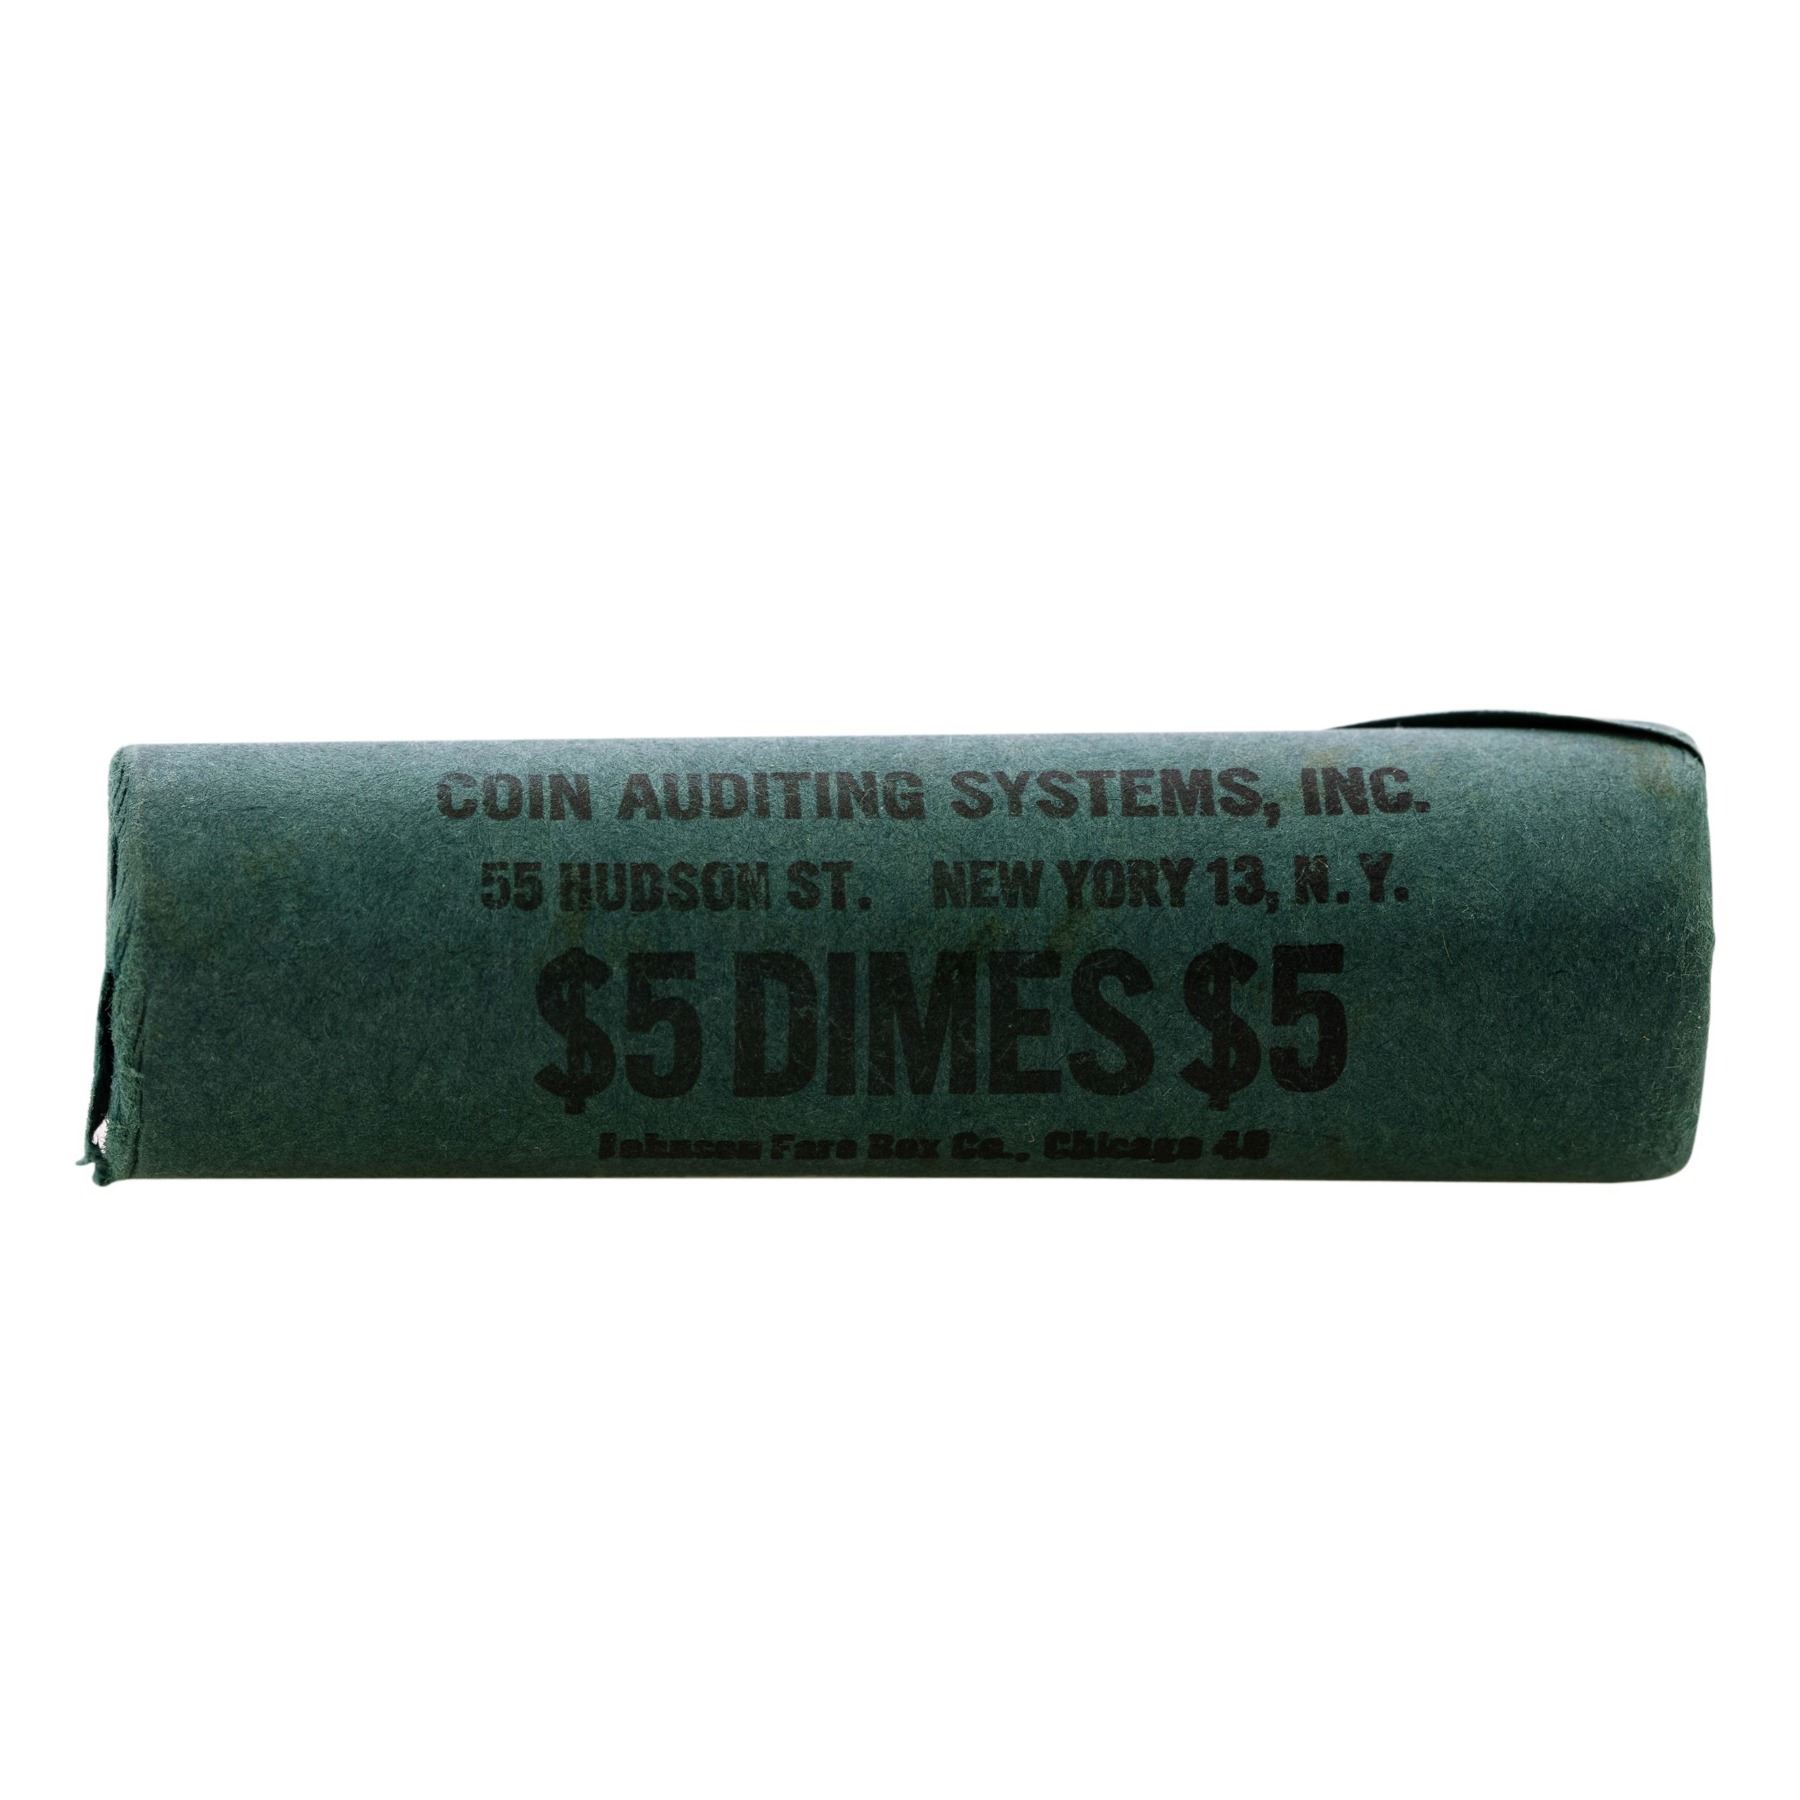 COIN AUDITING SYSTEMS, INC.
55 HUDSON ST. NEW YORY 13, N. Y.
$5 DIMES $5
Johnson Fare Box Co., Chicago 40